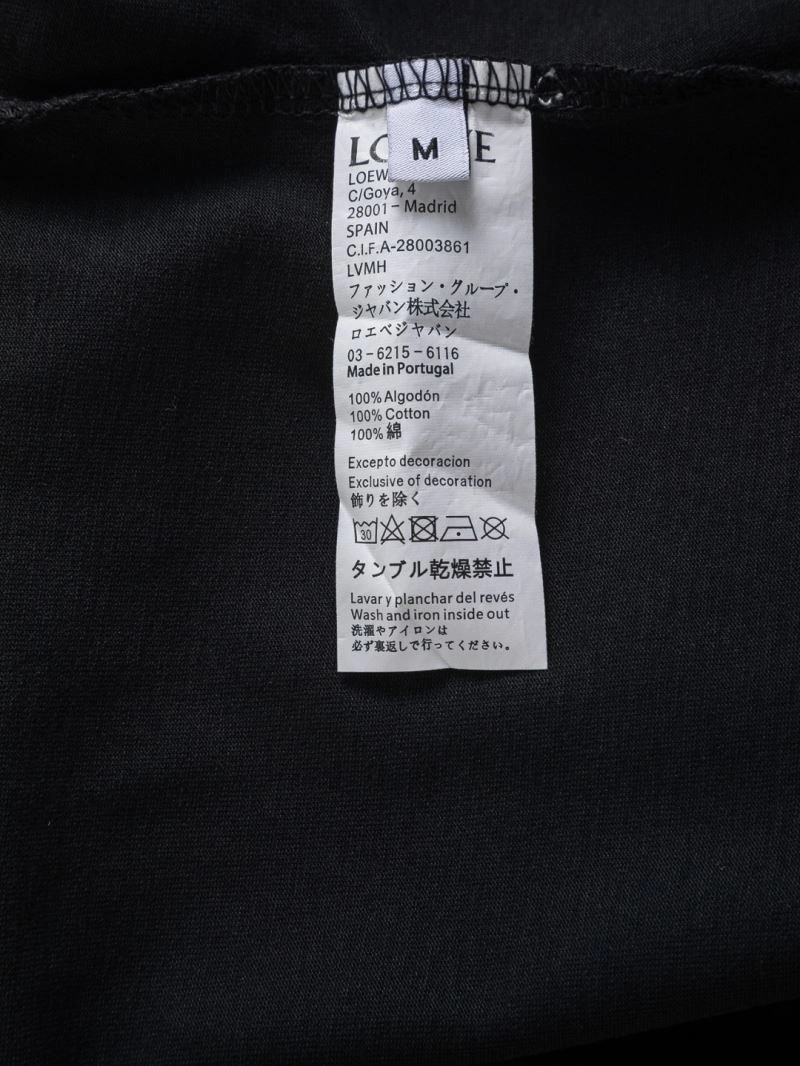 M
LOEWE
LOEW
C/Goya, 4
28001 – Madrid
SPAIN
C.I.F.A-28003861
LVMH
ファッション・グループ・
ジャバン株式会社
ロエベジャバン
03 – 6215 – 6116
Made in Portugal
100% Algodón
100% Cotton
100% 綿
Excepto decoracion
Exclusive of decoration
飾りを除く
30
タンブル乾燥禁止
Lavar y planchar del revés
Wash and iron inside out
洗濯やアイロンは
必ず裏返しで行ってください。